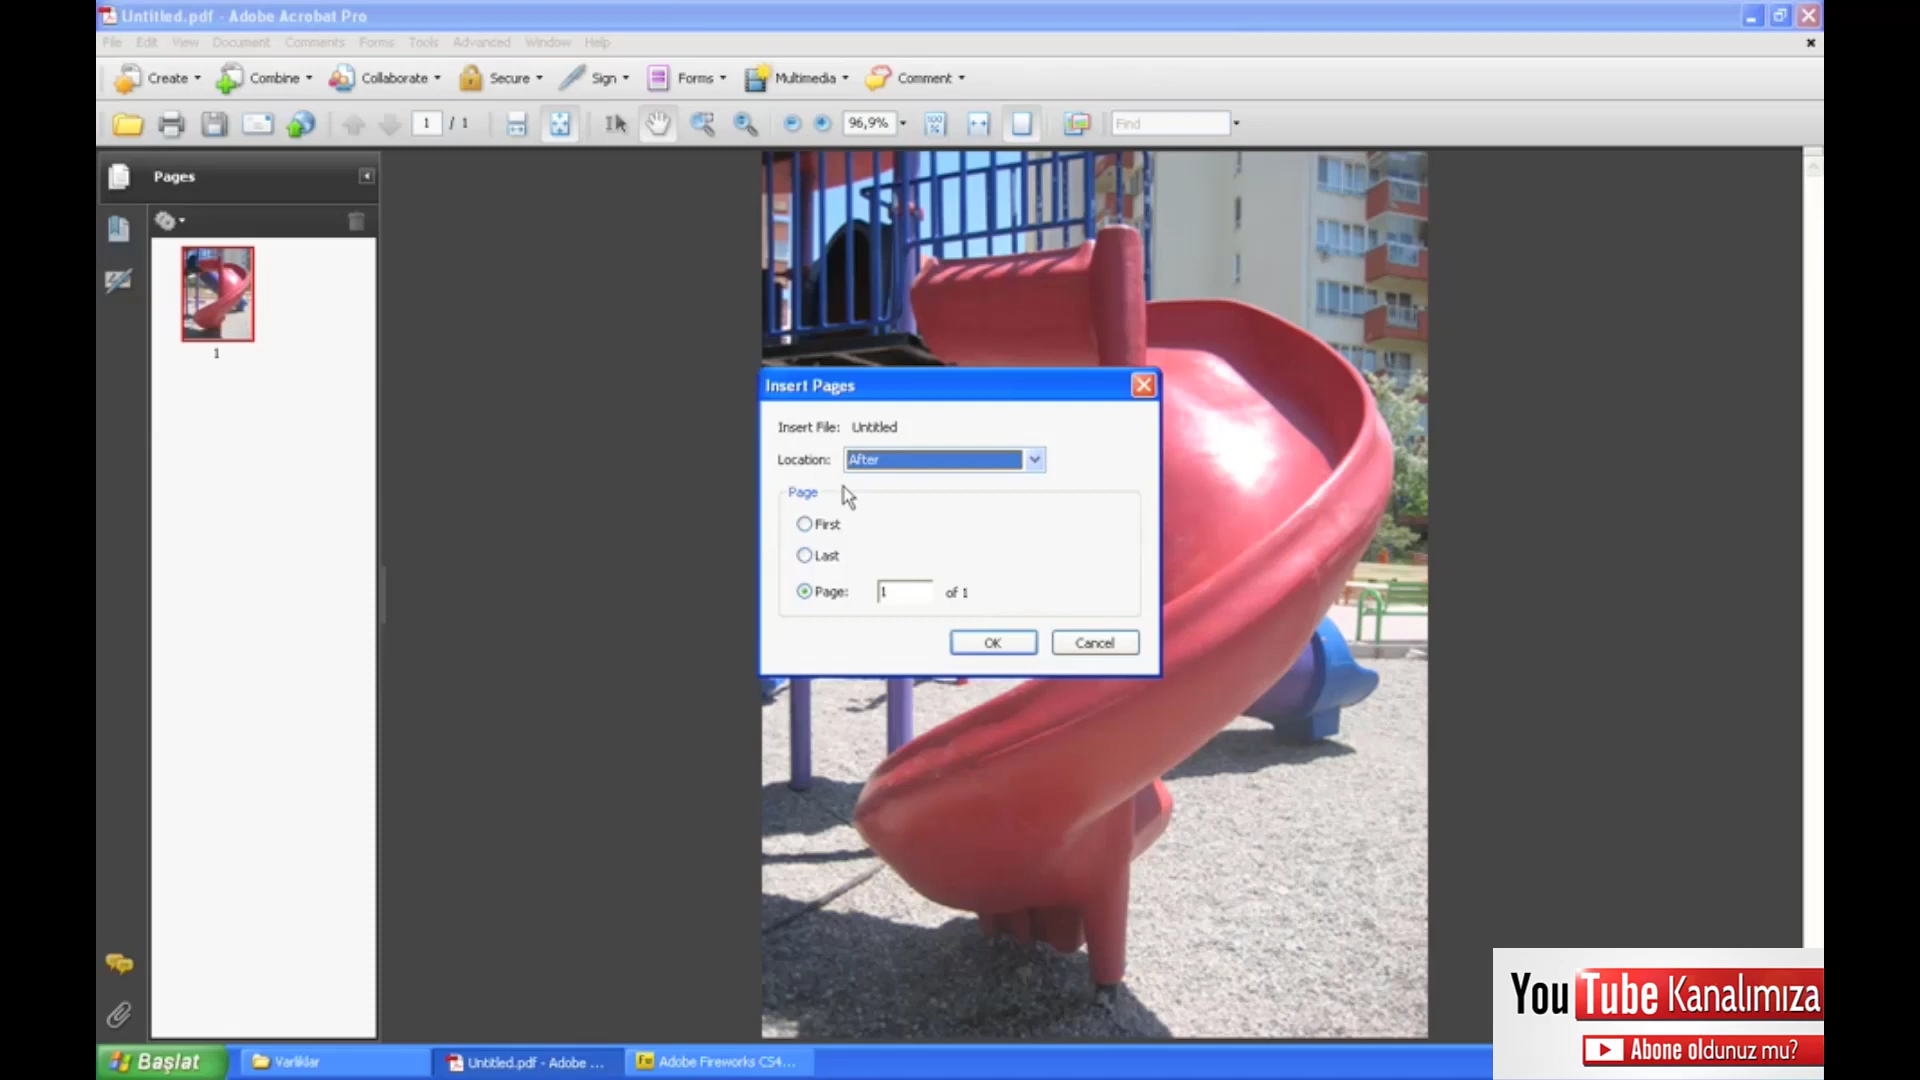 Untitled.pdf - Adobe Acrobat Pro
File Edit View Document Comments Forms Tools Advanced Window Help
Create Combine Collaborate Secure Sign Forms Multimedia Comment
1 / 1 96,9% Find
Pages
1
Insert Pages
Insert File: Untitled
Location: After
Page
First
Last
Page: 1 of 1
OK Cancel
YouTube Kanalımıza
Abone oldunuz mu?
Başlat Varlıklar Untitled.pdf - Adobe ... Adobe Fireworks CS4...